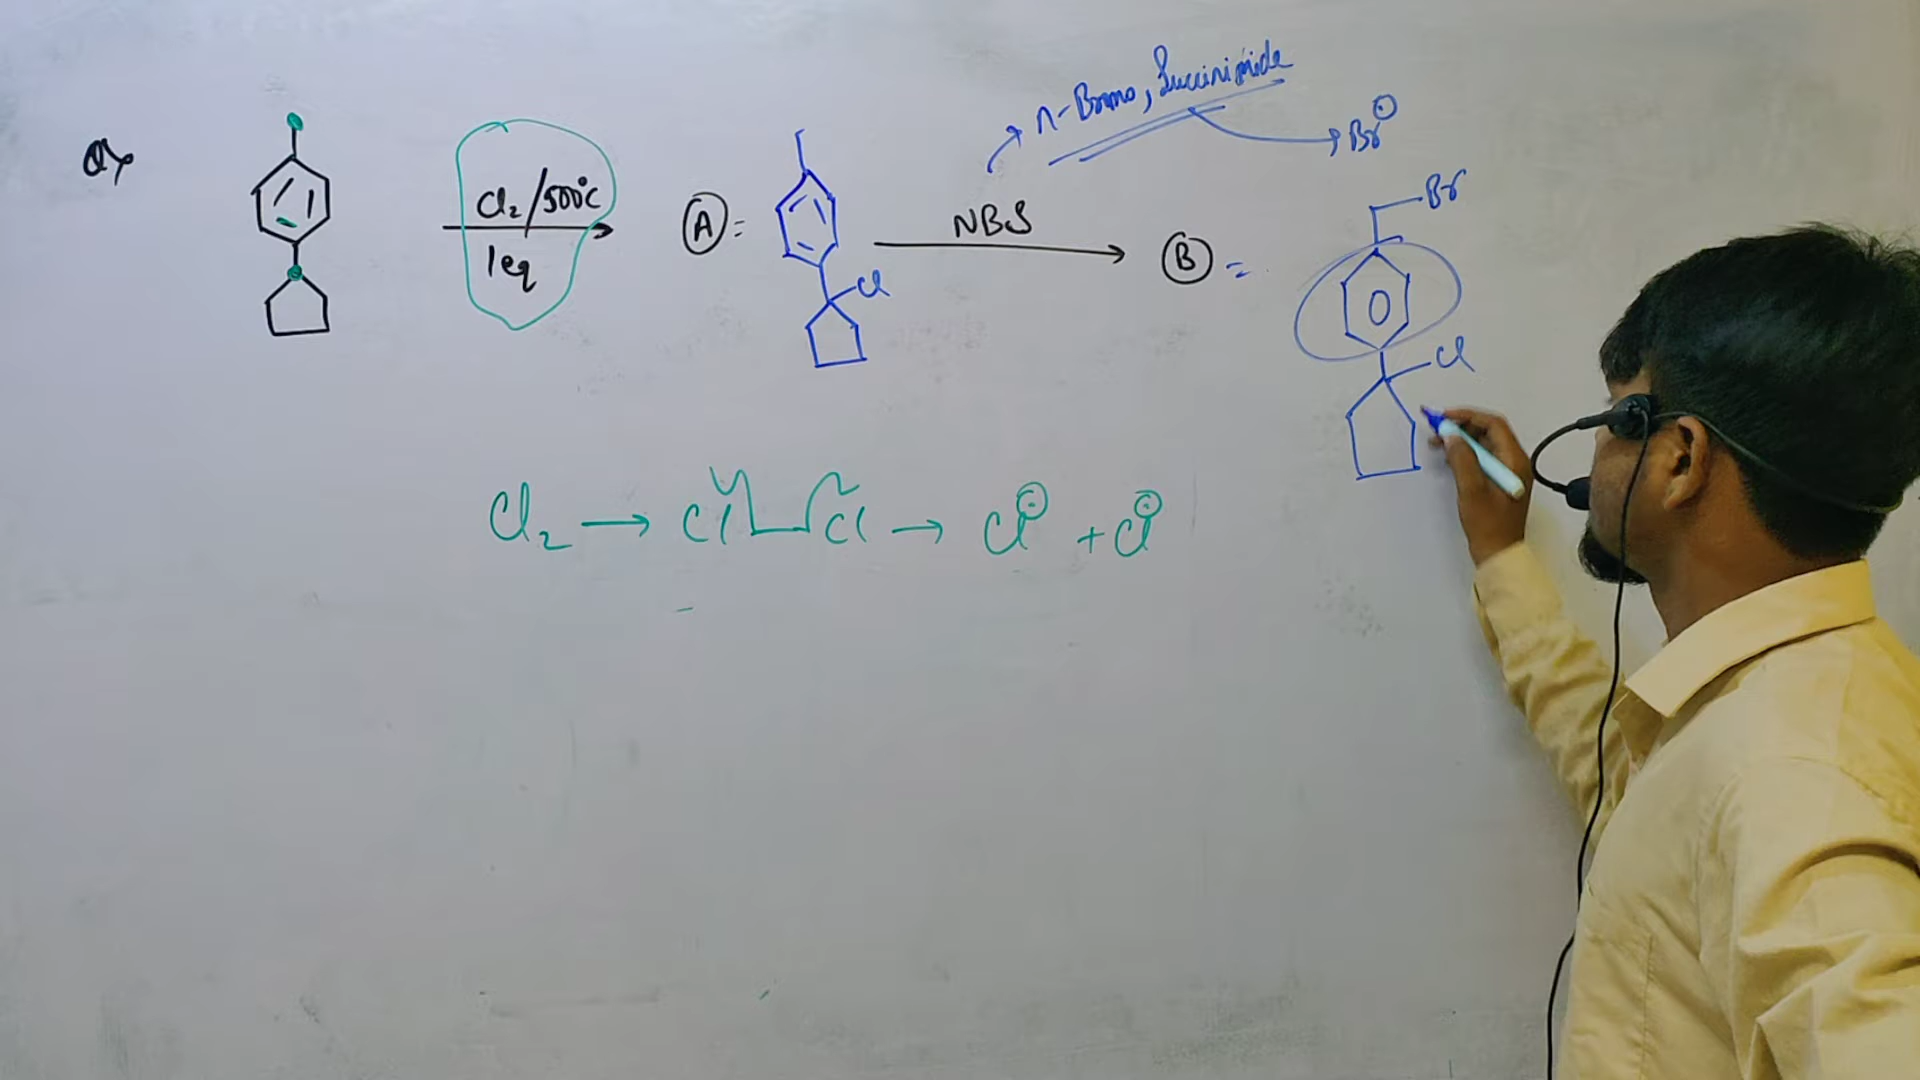 n-Bromo, Succinimide
Br
Q
Cl₂/500°C
1eq
A =
Cl
NBS
B =
Br
Cl
Cl₂ → Cl Cl → Cl + Cl